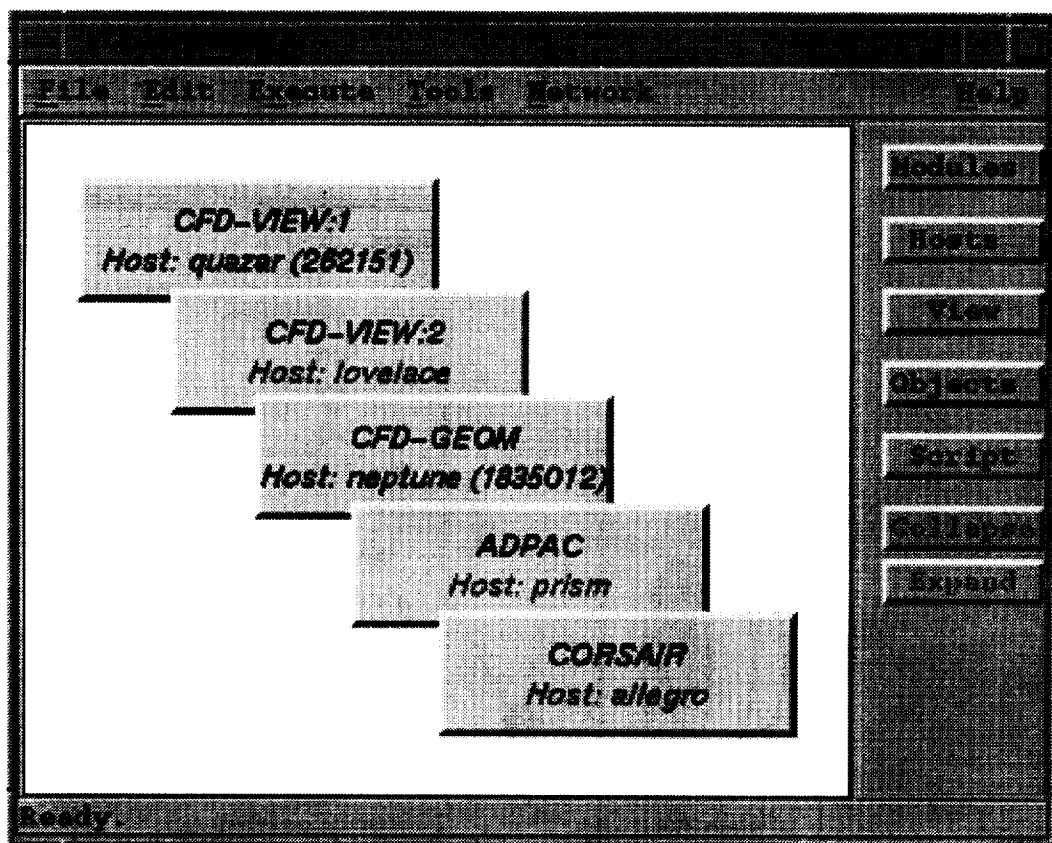 File Edit Execute Tools Network Help
Modules
Hosts
View
Objects
Script
Collapse
Expand
CFD-VIEW:1
Host: quazar (262151)
CFD-VIEW:2
Host: lovelace
CFD-GEOM
Host: neptune (1835012)
ADPAC
Host: prism
CORSAIR
Host: allegro
Ready.